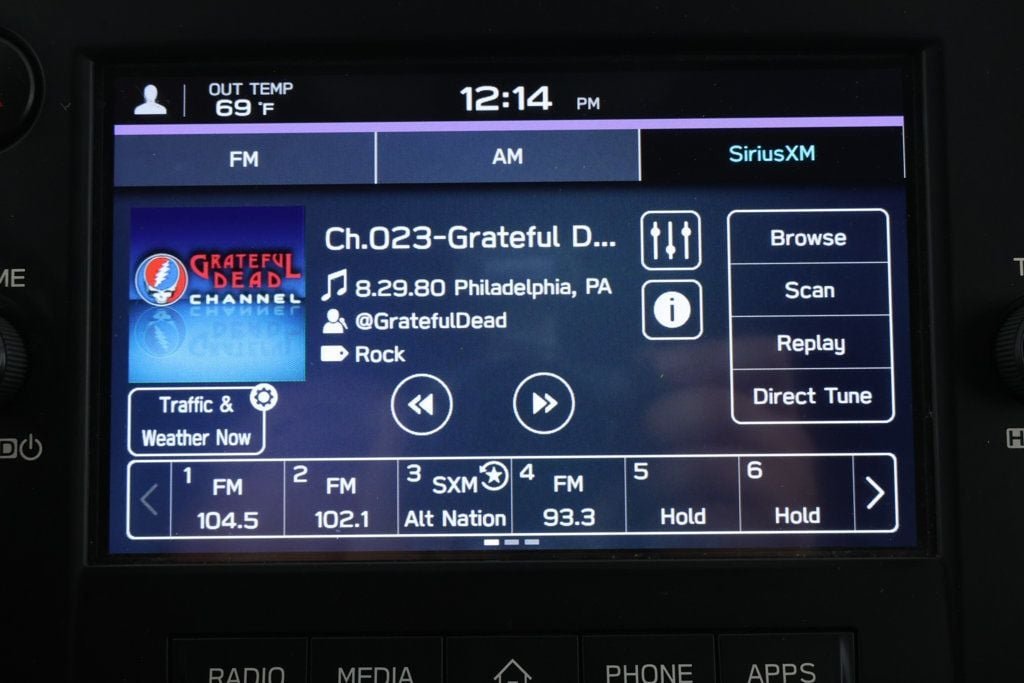 OUT TEMP
69 °F
12:14 PM
FM
AM
SiriusXM
GRATEFUL
DEAD
CHANNEL
Ch.023-Grateful D...
8.29.80 Philadelphia, PA
@GratefulDead
Rock
i
Browse
Scan
Replay
Direct Tune
Traffic &
Weather Now
1
FM
104.5
2
FM
102.1
3
SXM
Alt Nation
4
FM
93.3
5
Hold
6
Hold
RADIO
MEDIA
PHONE
APPS